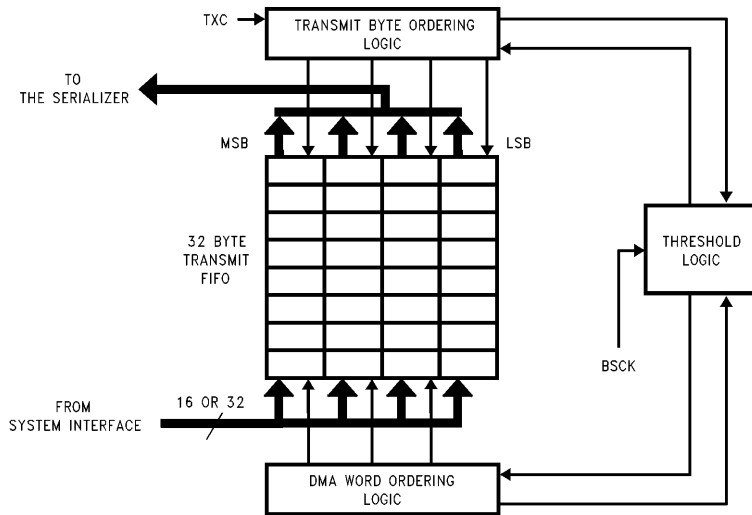 TXC
TRANSMIT BYTE ORDERING
LOGIC
TO
THE SERIALIZER
MSB
LSB
32 BYTE
TRANSMIT
FIFO
THRESHOLD
LOGIC
BSCK
FROM
SYSTEM INTERFACE
16 OR 32
DMA WORD ORDERING
LOGIC